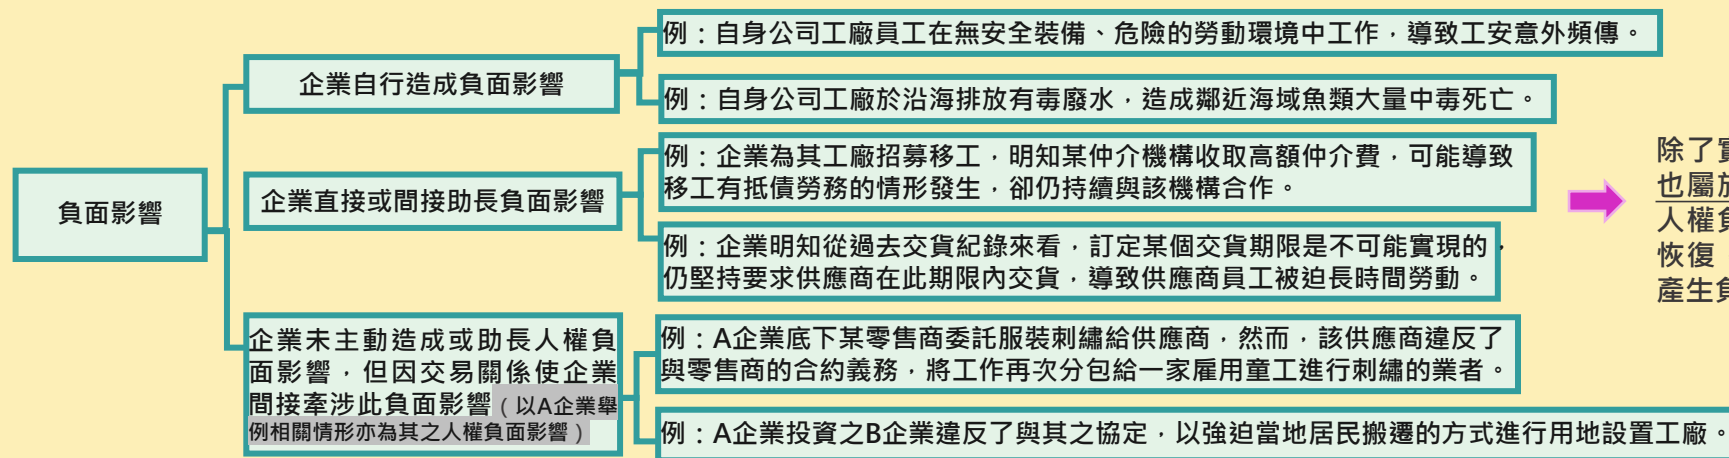 負面影響
企業自行造成負面影響
例：自身公司工廠員工在無安全裝備、危險的勞動環境中工作，導致工安意外頻傳。
例：自身公司工廠於沿海排放有毒廢水，造成鄰近海域魚類大量中毒死亡。
企業直接或間接助長負面影響
例：企業為其工廠招募移工，明知某仲介機構收取高額仲介費，可能導致
移工有抵債勞務的情形發生，卻仍持續與該機構合作。
例：企業明知從過去交貨紀錄來看，訂定某個交貨期限是不可能實現的，
仍堅持要求供應商在此期限內交貨，導致供應商員工被迫長時間勞動。
企業未主動造成或助長人權負
面影響，但因交易關係使企業
間接牽涉此負面影響（以A企業舉
例相關情形亦為其之人權負面影響）
例：A企業底下某零售商委託服裝刺繡給供應商，然而，該供應商違反了
與零售商的合約義務，將工作再次分包給一家雇用童工進行刺繡的業者。
例：A企業投資之B企業違反了與其之協定，以強迫當地居民搬遷的方式進行用地設置工廠。
除了
也屬
人權
恢復
產生